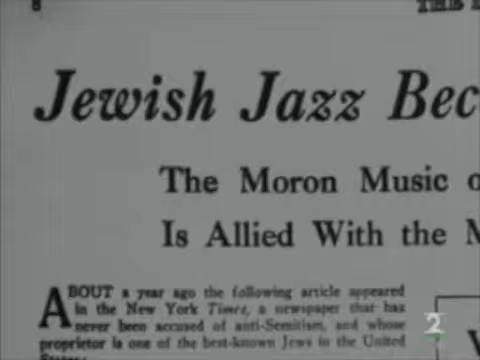 8
Jewish Jazz Bec
The Moron Music o
Is Allied With the M
ABOUT a year ago the following article appeared
in the New York Times, a newspaper that has
never been accused of anti-Semitism, and whose
proprietor is one of the best-known Jews in the United
States:
2